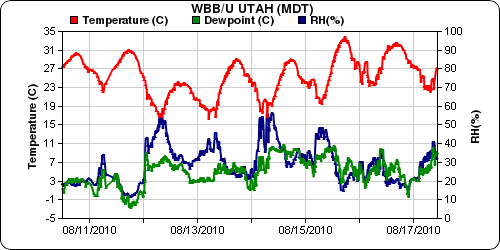 WBB/U UTAH (MDT)
Temperature (C) Dewpoint (C) RH(%)
35 100
31 90
27 80
23 70
19 60
15 50
11 40
7 30
3 20
-1 10
-5 0
Temperature (C)
RH(%)
08/11/2010 08/13/2010 08/15/2010 08/17/2010